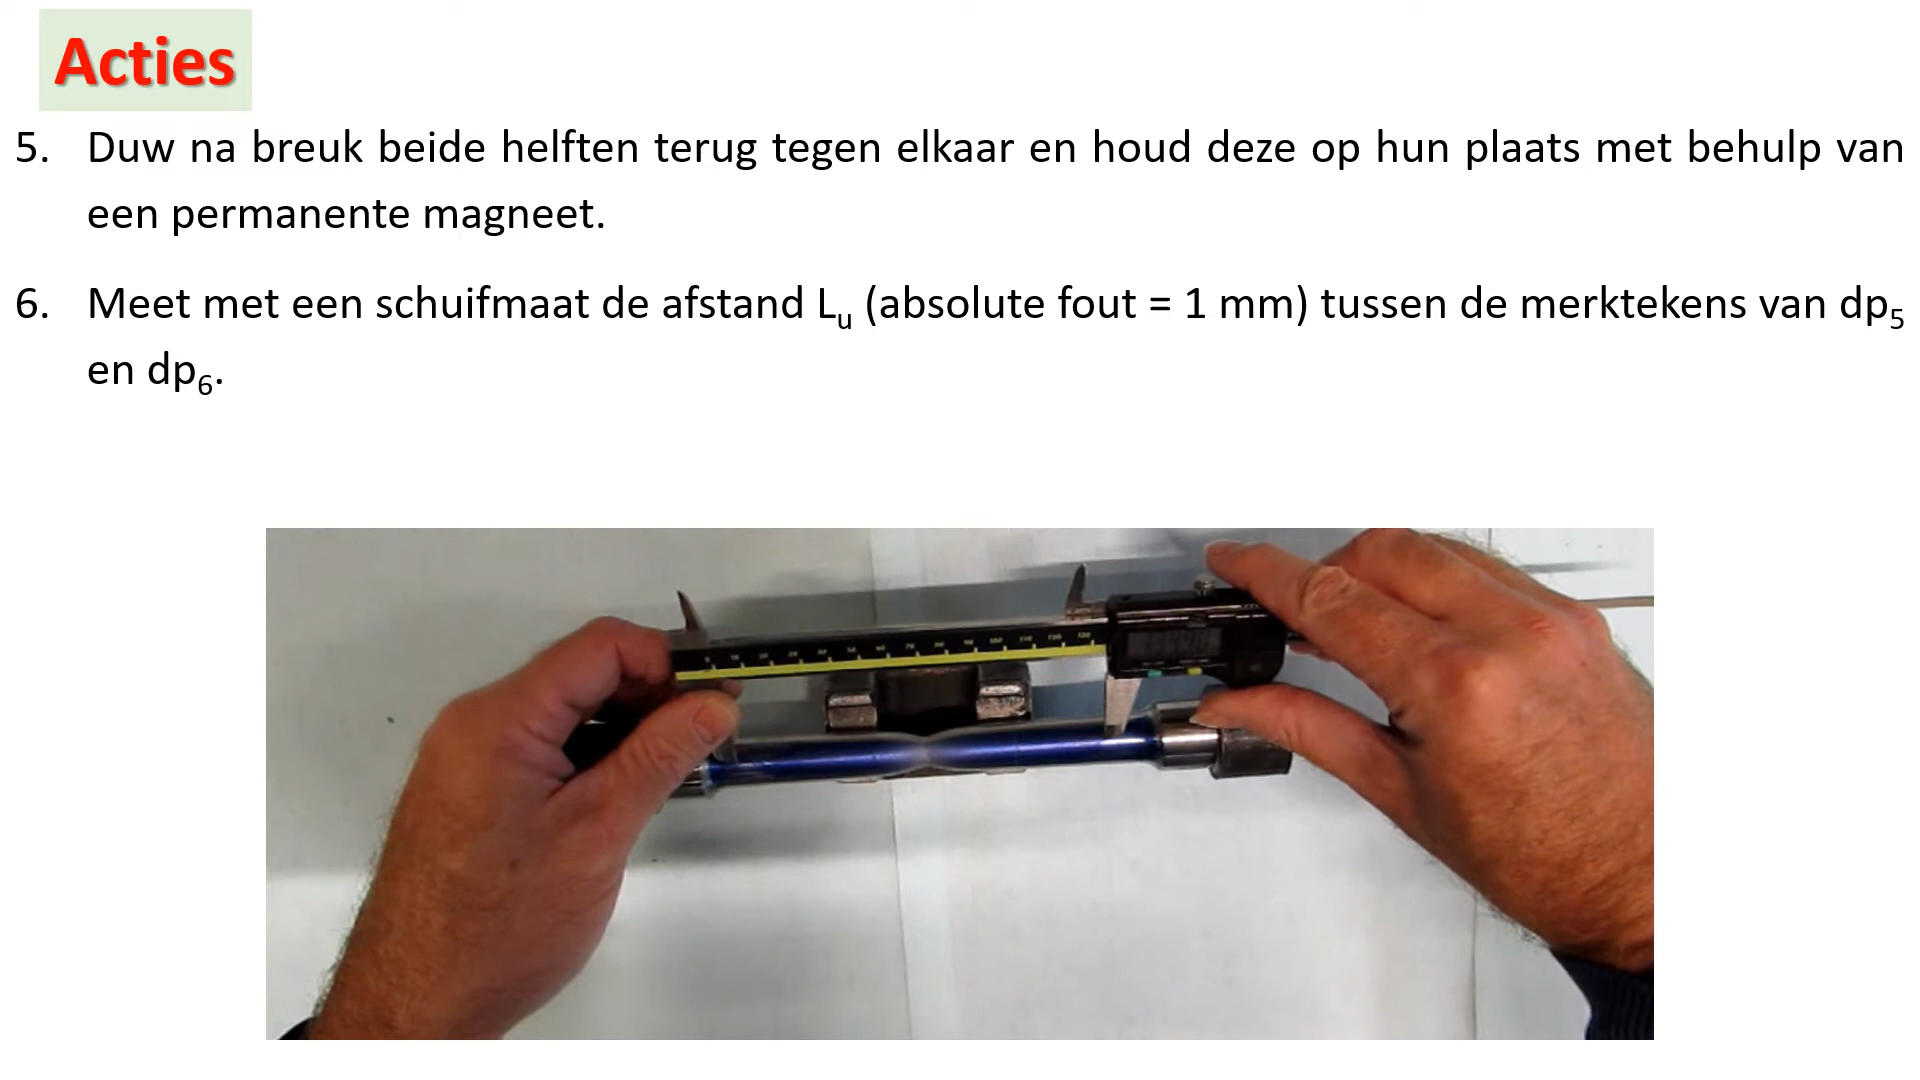 Acties
5. Duw na breuk beide helften terug tegen elkaar en houd deze op hun plaats met behulp van
een permanente magneet.
6. Meet met een schuifmaat de afstand Lu (absolute fout = 1 mm) tussen de merktekens van dp5
en dp6.